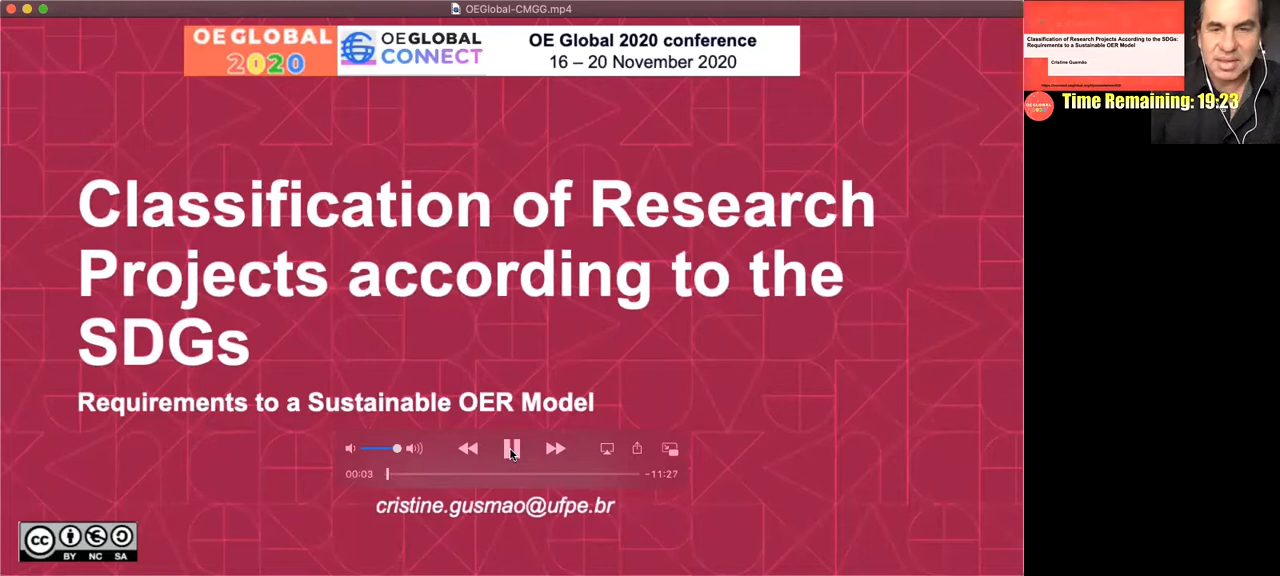 OEGlobal-CMGG.mp4
OE GLOBAL
2020
OEGLOBAL
CONNECT
OE Global 2020 conference
16 – 20 November 2020
Classification of Research
Projects according to the
SDGs
Requirements to a Sustainable OER Model
00:03
-11:27
cristine.gusmao@ufpe.br
cc
BY NC SA
Classification of Research Projects According to the SDGs:
Requirements to a Sustainable OER Model
Cristine Gusmão
Time Remaining: 19:23